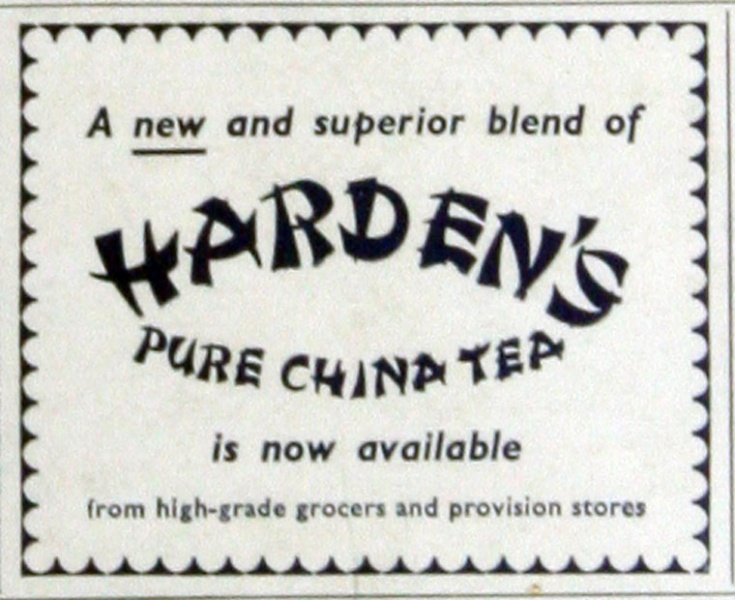 A new and superior blend of
HARDEN'S
PURE CHINA TEA
is now available
from high-grade grocers and provision stores